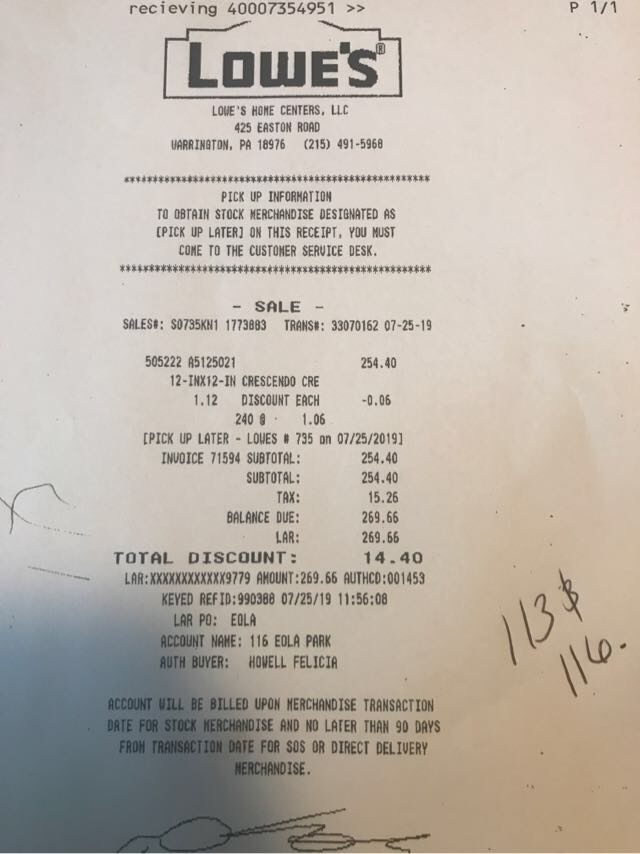 recieving 40007354951 >> P 1/1
LOWE'S®
LOWE'S HOME CENTERS, LLC
425 EASTON ROAD
WARRINGTON, PA 18976 (215) 491-5968
**************************************************
PICK UP INFORMATION
TO OBTAIN STOCK MERCHANDISE DESIGNATED AS
[PICK UP LATER] ON THIS RECEIPT, YOU MUST
COME TO THE CUSTOMER SERVICE DESK.
**************************************************
- SALE -
SALES#: S0735KN1 1773883 TRANS#: 33070162 07-25-19
505222 A5125021 254.40
12-INX12-IN CRESCENDO CRE
1.12 DISCOUNT EACH -0.06
240 @ 1.06
[PICK UP LATER - LOWES # 735 on 07/25/2019]
INVOICE 71594 SUBTOTAL: 254.40
SUBTOTAL: 254.40
TAX: 15.26
BALANCE DUE: 269.66
LAR: 269.66
TOTAL DISCOUNT: 14.40
LAR:XXXXXXXXXXXX9779 AMOUNT:269.66 AUTHCD:001453
KEYED REFID:990388 07/25/19 11:56:08
LAR PO: EOLA
ACCOUNT NAME: 116 EOLA PARK
AUTH BUYER: HOWELL FELICIA
113 $
116.
ACCOUNT WILL BE BILLED UPON MERCHANDISE TRANSACTION
DATE FOR STOCK MERCHANDISE AND NO LATER THAN 90 DAYS
FROM TRANSACTION DATE FOR SOS OR DIRECT DELIVERY
MERCHANDISE.